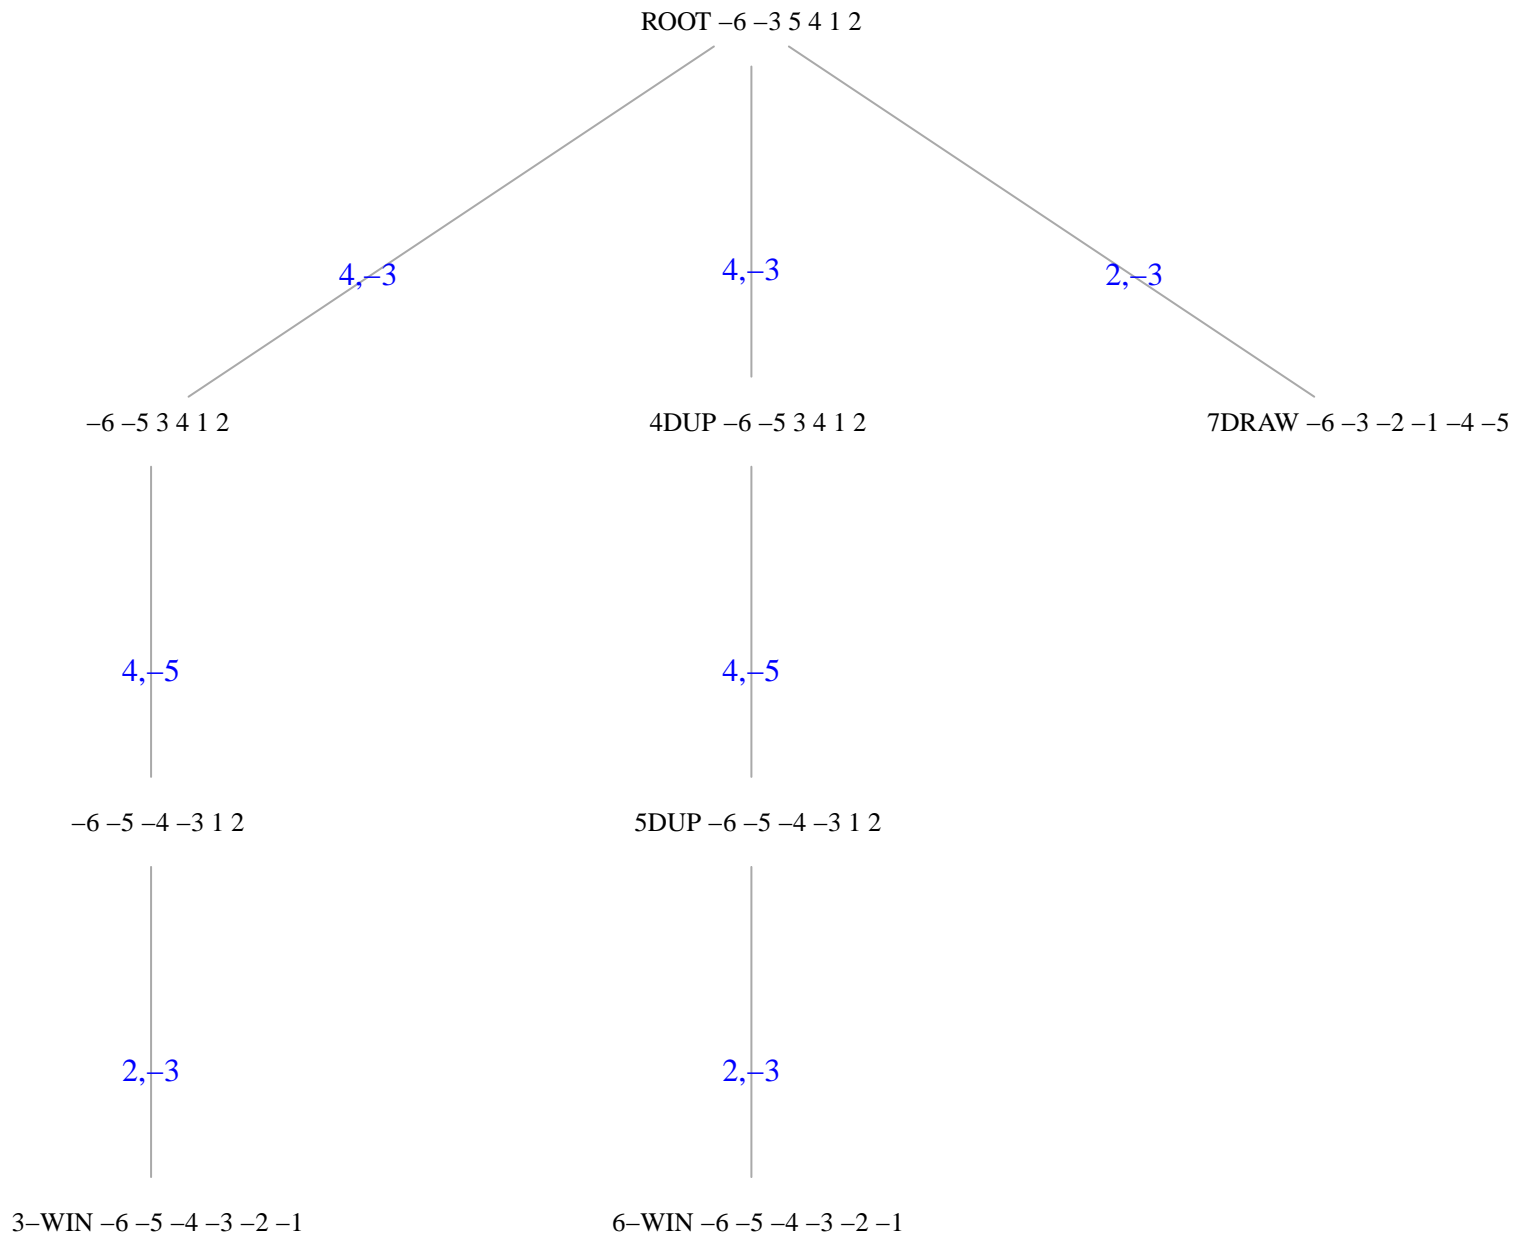 ROOT –6 –3 5 4 1 2
4,–3
4,–3
2,–3
–6 –5 3 4 1 2
4DUP –6 –5 3 4 1 2
7DRAW –6 –3 –2 –1 –4 –5
4,–5
4,–5
–6 –5 –4 –3 1 2
5DUP –6 –5 –4 –3 1 2
2,–3
2,–3
3–WIN –6 –5 –4 –3 –2 –1
6–WIN –6 –5 –4 –3 –2 –1